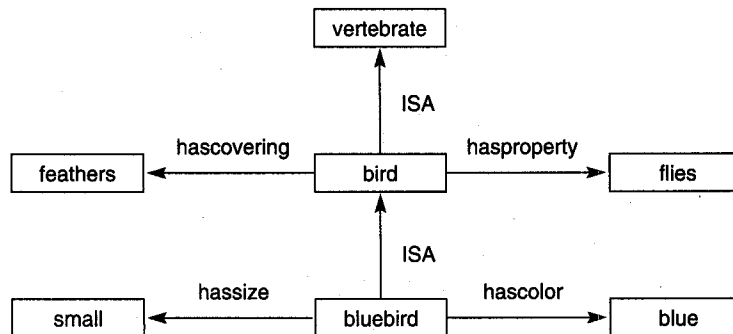 vertebrate
ISA
hascovering
hasproperty
feathers
bird
flies
ISA
hassize
hascolor
small
bluebird
blue